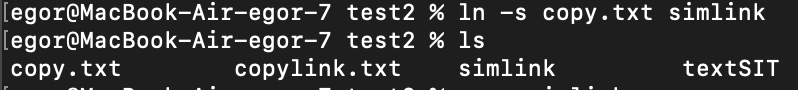 [egor@MacBook-Air-egor-7 test2 % ln -s copy.txt simlink
[egor@MacBook-Air-egor-7 test2 % ls
copy.txt copylink.txt simlink textSIT